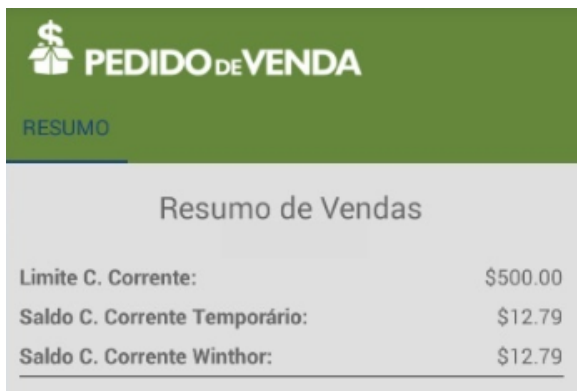 PEDIDO DE VENDA
RESUMO
Resumo de Vendas
Limite C. Corrente: $500.00
Saldo C. Corrente Temporário: $12.79
Saldo C. Corrente Winthor: $12.79